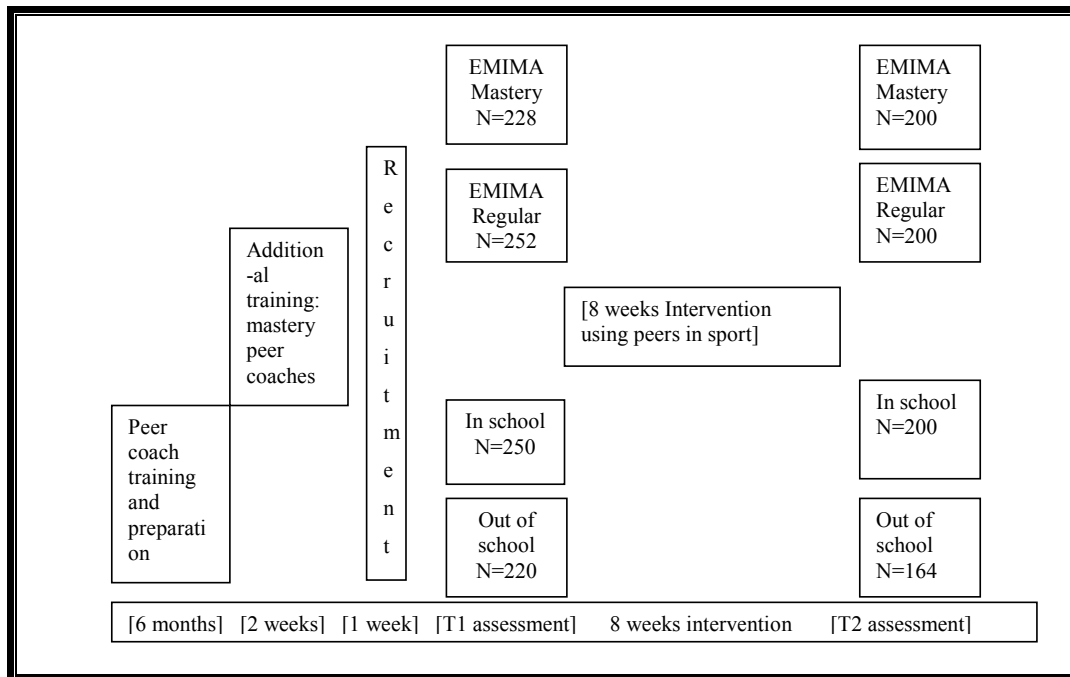 Peer
coach
training
and
preparati
on
Addition
-al
training:
mastery
peer
coaches
R
e
c
r
u
i
t
m
e
n
t
EMIMA
Mastery
N=228
EMIMA
Regular
N=252
In school
N=250
Out of
school
N=220
[8 weeks Intervention
using peers in sport]
EMIMA
Mastery
N=200
EMIMA
Regular
N=200
In school
N=200
Out of
school
N=164
[6 months] [2 weeks] [1 week] [T1 assessment] 8 weeks intervention [T2 assessment]